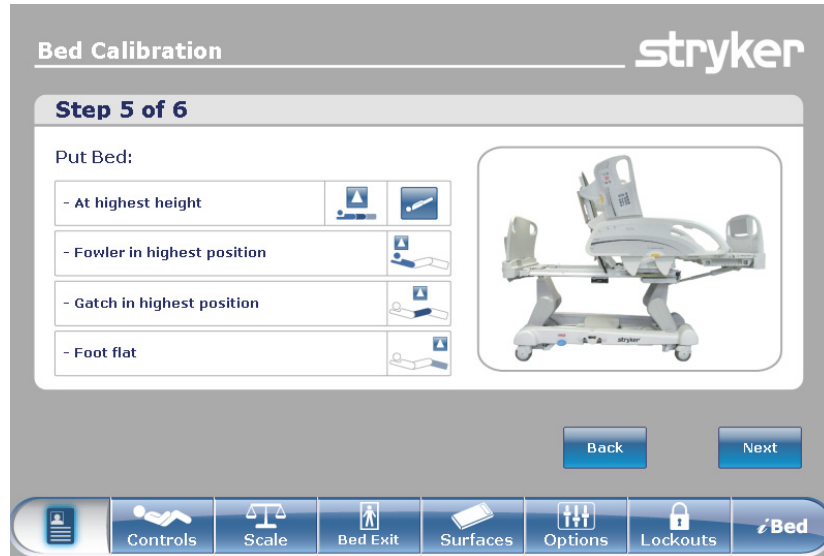 Bed Calibration
stryker
Step 5 of 6
Put Bed:
- At highest height
- Fowler in highest position
- Gatch in highest position
- Foot flat
stryker
Back
Next
Controls
Scale
Bed Exit
Surfaces
Options
Lockouts
iBed